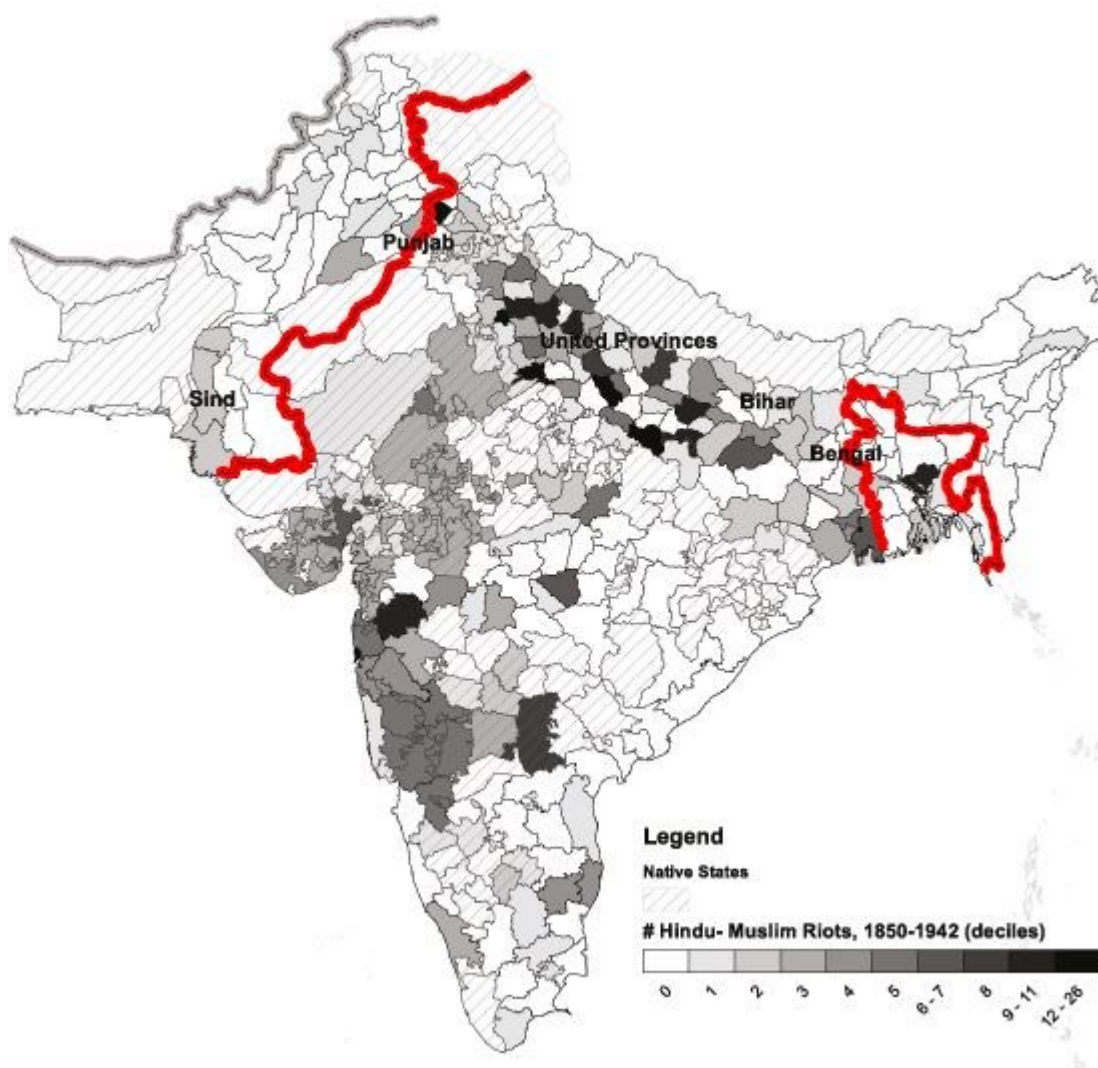 Punjab
United Provinces
Sind
Bihar
Bengal
Legend
Native States
# Hindu- Muslim Riots, 1850-1942 (deciles)
0 1 2 3 4 5 6 - 7 8 9 - 11 12 - 26